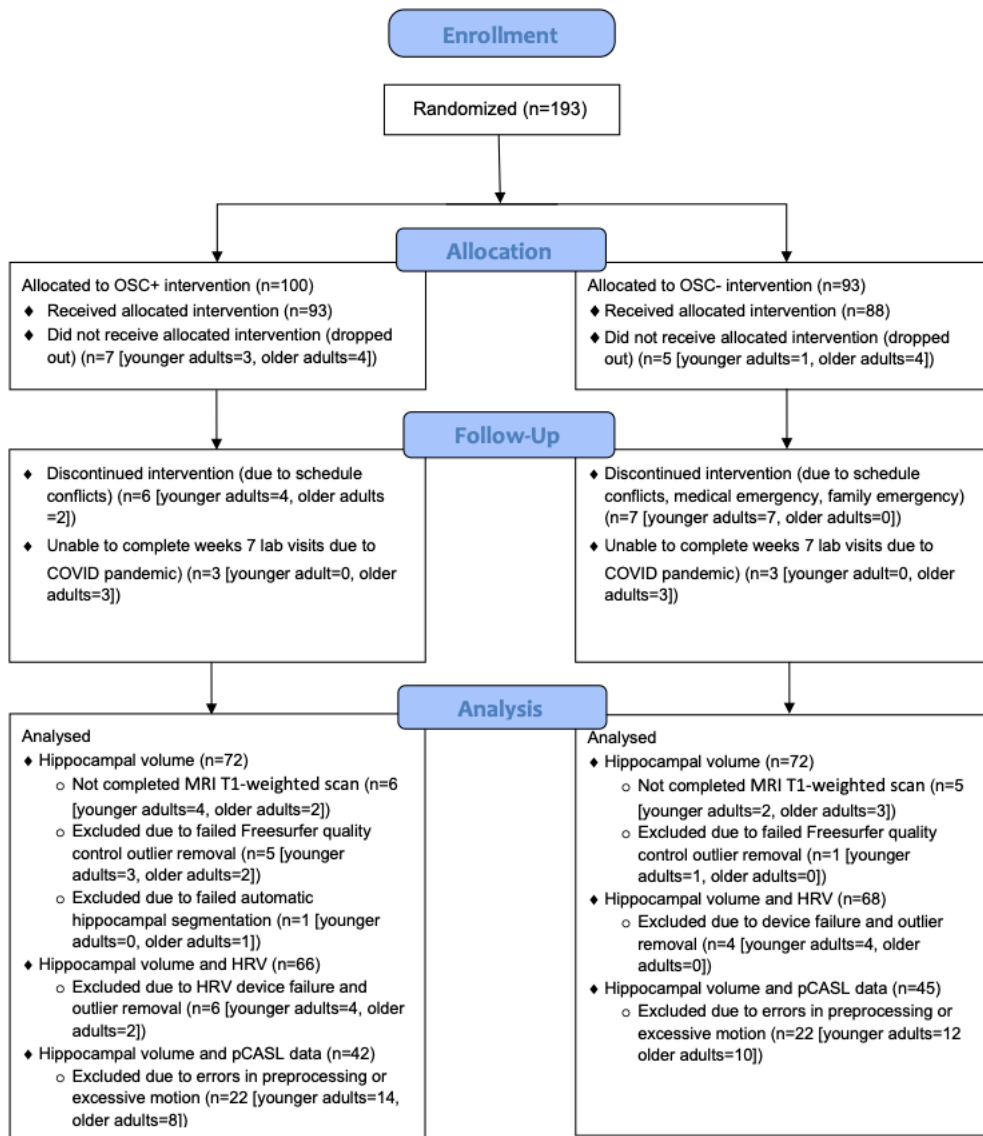 Enrollment
Randomized (n=193)
Allocation
Allocated to OSC+ intervention (n=100)
♦ Received allocated intervention (n=93)
♦ Did not receive allocated intervention (dropped
out) (n=7 [younger adults=3, older adults=4])
Allocated to OSC- intervention (n=93)
♦ Received allocated intervention (n=88)
♦ Did not receive allocated intervention (dropped
out) (n=5 [younger adults=1, older adults=4])
Follow-Up
♦ Discontinued intervention (due to schedule
conflicts) (n=6 [younger adults=4, older adults
=2])
♦ Unable to complete weeks 7 lab visits due to
COVID pandemic) (n=3 [younger adult=0, older
adults=3])
♦ Discontinued intervention (due to schedule
conflicts, medical emergency, family emergency)
(n=7 [younger adults=7, older adults=0])
♦ Unable to complete weeks 7 lab visits due to
COVID pandemic) (n=3 [younger adult=0, older
adults=3])
Analysis
Analysed
♦ Hippocampal volume (n=72)
o Not completed MRI T1-weighted scan (n=6
[younger adults=4, older adults=2])
o Excluded due to failed Freesurfer quality
control outlier removal (n=5 [younger
adults=3, older adults=2])
o Excluded due to failed automatic
hippocampal segmentation (n=1 [younger
adults=0, older adults=1])
♦ Hippocampal volume and HRV (n=66)
o Excluded due to HRV device failure and
outlier removal (n=6 [younger adults=4, older
adults=2])
♦ Hippocampal volume and pCASL data (n=42)
o Excluded due to errors in preprocessing or
excessive motion (n=22 [younger adults=14,
older adults=8])
Analysed
♦ Hippocampal volume (n=72)
o Not completed MRI T1-weighted scan (n=5
[younger adults=2, older adults=3])
o Excluded due to failed Freesurfer quality
control outlier removal (n=1 [younger
adults=1, older adults=0])
♦ Hippocampal volume and HRV (n=68)
o Excluded due to device failure and outlier
removal (n=4 [younger adults=4, older
adults=0])
♦ Hippocampal volume and pCASL data (n=45)
o Excluded due to errors in preprocessing or
excessive motion (n=22 [younger adults=12
older adults=10])